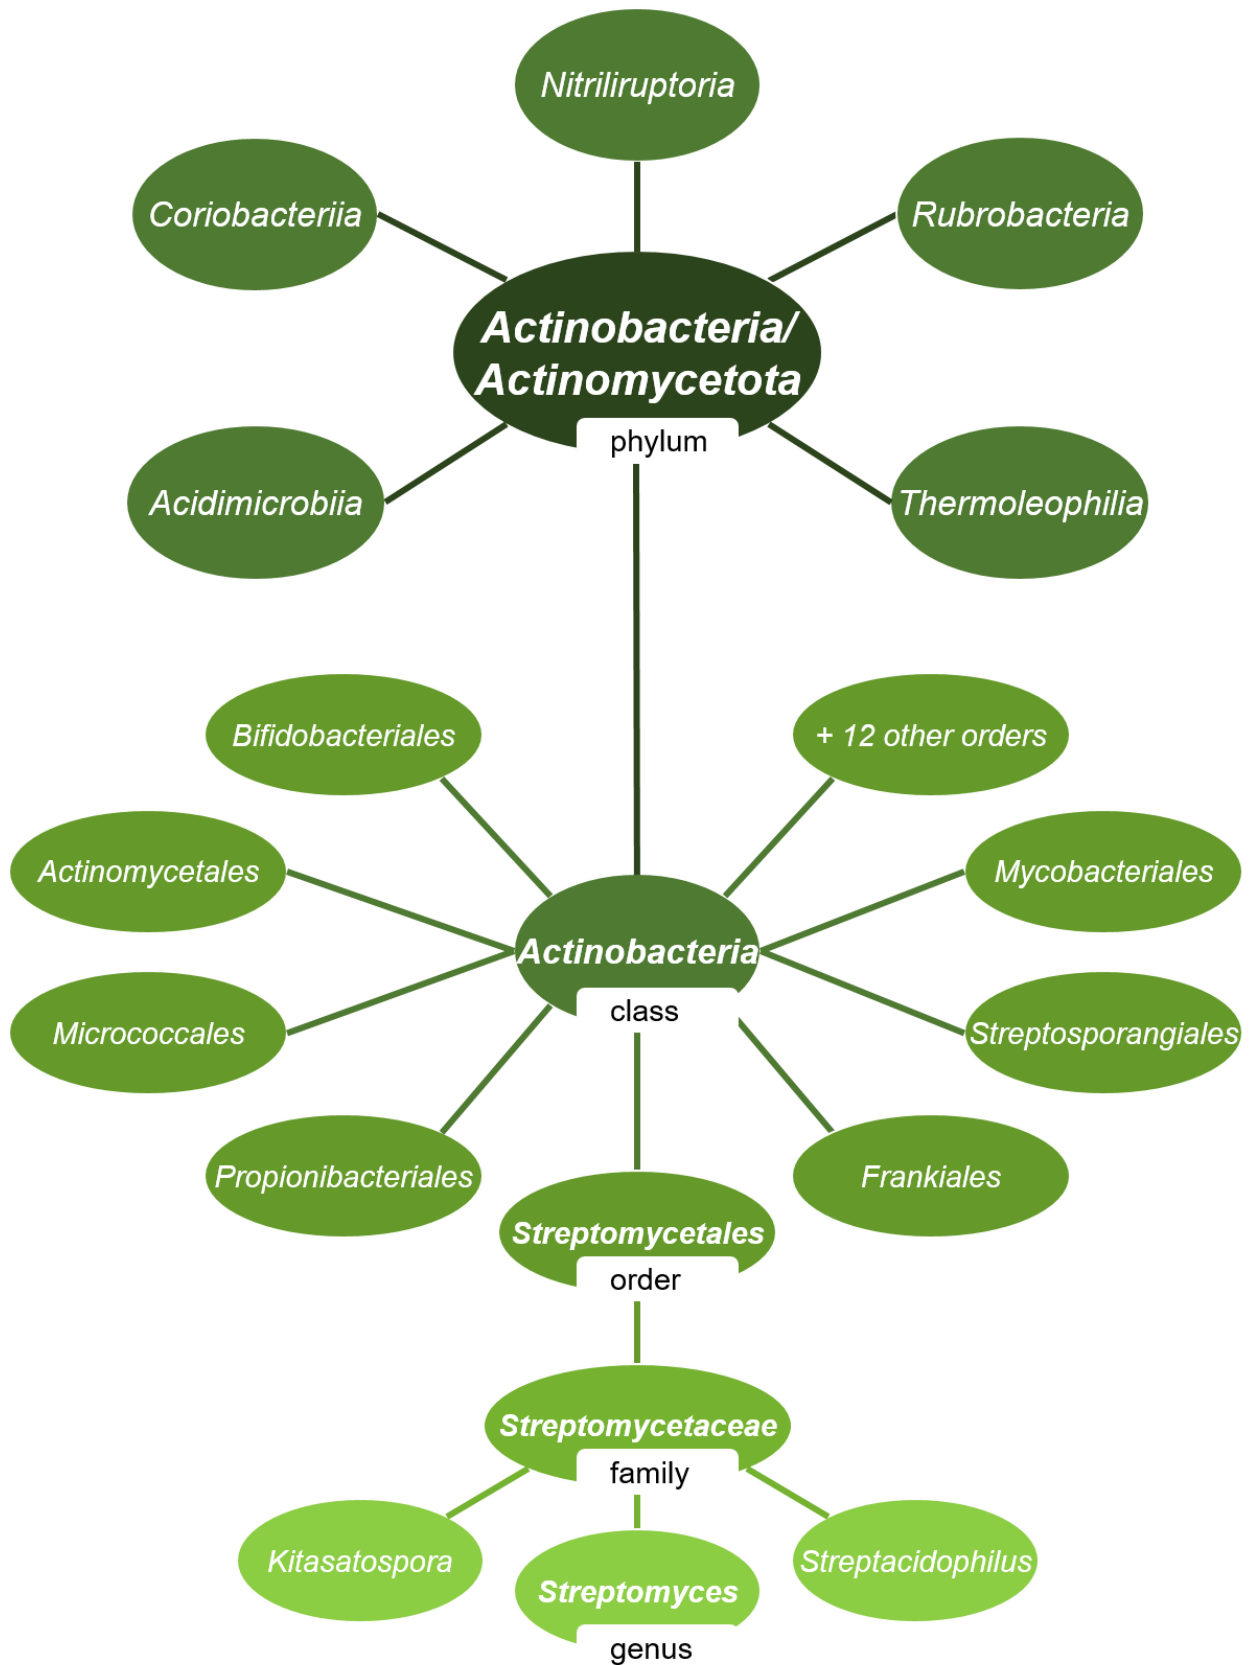 Nitriliruptoria
Coriobacteriia
Rubrobacteria
Actinobacteria/
Actinomycetota
phylum
Acidimicrobiia
Thermoleophilia
Bifidobacteriales
+ 12 other orders
Actinomycetales
Mycobacteriales
Actinobacteria
class
Micrococcales
Streptosporangiales
Propionibacteriales
Frankiales
Streptomycetales
order
Streptomycetaceae
family
Kitasatospora
Streptacidophilus
Streptomyces
genus